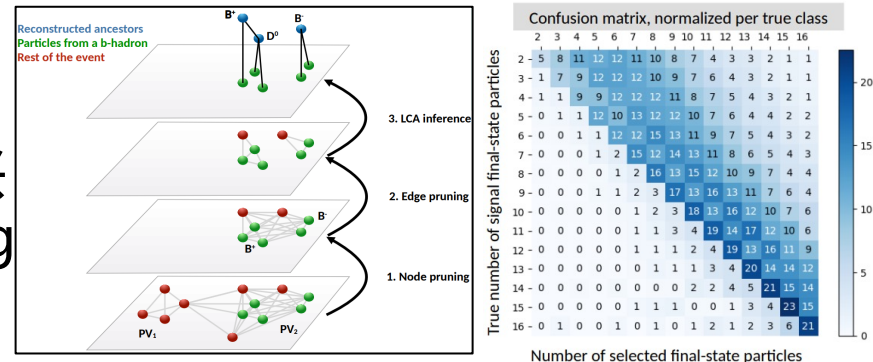 Reconstructed ancestors
Particles from a b-hadron
Rest of the event
B⁺
D⁰
B⁻
3. LCA inference
2. Edge pruning
B⁻
B⁺
1. Node pruning
PV₁
PV₂
g
Confusion matrix, normalized per true class
2 3 4 5 6 7 8 9 10 11 12 13 14 15 16
2 - 5 8 11 12 12 11 10 8 7 4 3 3 2 1 1
3 - 1 7 9 12 12 12 10 9 7 6 4 3 2 1 1
4 - 1 1 9 9 12 12 12 11 8 7 5 4 3 2 1
5 - 0 1 1 12 10 13 12 12 10 7 6 4 4 2 2
6 - 0 0 1 1 12 12 15 13 11 9 7 5 4 3 2
7 - 0 0 0 1 2 15 12 14 13 11 8 6 5 4 3
8 - 0 0 0 0 1 2 16 13 15 12 10 9 7 4 4
9 - 0 0 0 1 1 2 3 17 13 16 13 11 7 6 4
10 - 0 0 0 0 0 1 2 3 18 13 16 12 10 7 6
11 - 0 0 0 0 0 1 1 3 4 19 14 17 12 10 6
12 - 0 0 0 0 0 1 1 2 4 19 13 16 11 9
13 - 0 0 0 0 0 0 1 1 1 3 4 20 14 14 12
14 - 0 0 0 0 0 0 0 2 2 4 5 21 15 14
15 - 0 0 0 0 0 1 1 1 0 0 1 3 4 23 15
16 - 0 1 0 1 0 1 0 1 2 1 2 3 6 21
True number of signal final-state particles
Number of selected final-state particles
20
15
10
5
0